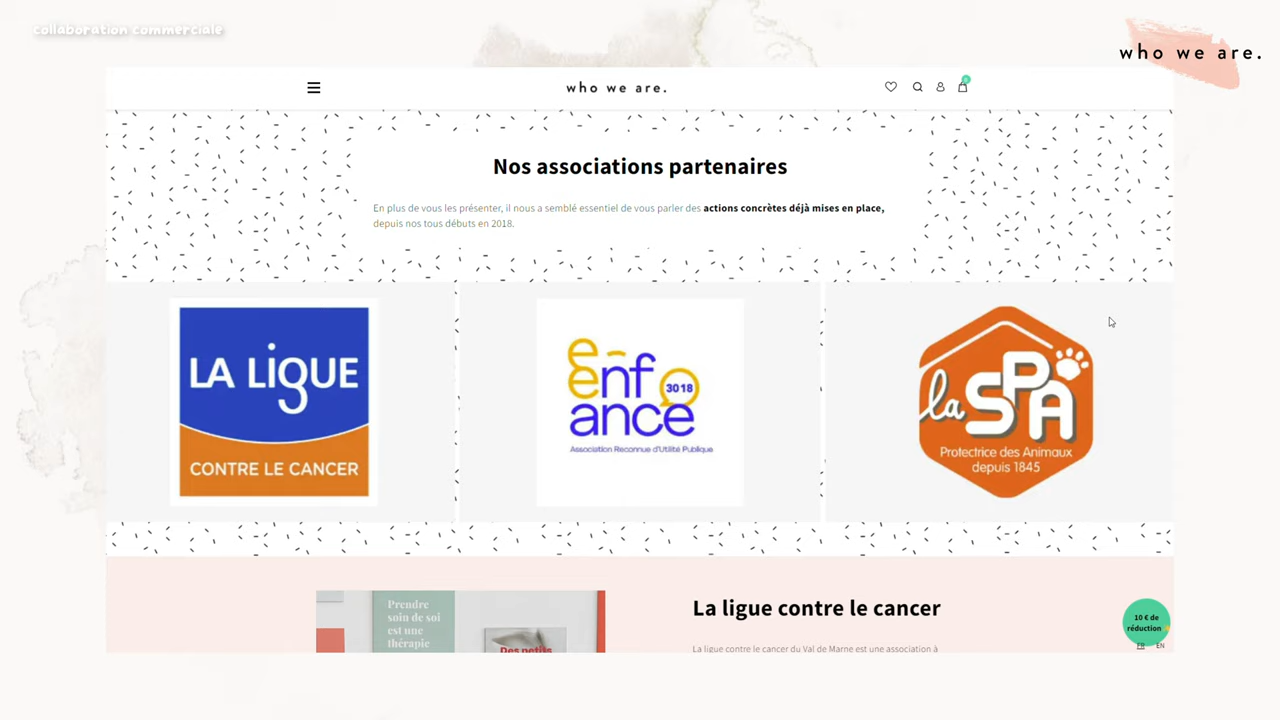 collaboration commerciale
who we are.
who we are.
Nos associations partenaires
En plus de vous les présenter, il nous a semblé essentiel de vous parler des actions concrètes déjà mises en place,
depuis nos tous débuts en 2018.
LA LiGUE
CONTRE LE CANCER
e-
enf
ance
3018
Association Reconnue d'Utilité Publique
la SPA
Protectrice des Animaux
depuis 1845
Prendre
soin de soi
est une
thérapie
Des petits
La ligue contre le cancer
La ligue contre le cancer du Val de Marne est une association à
10 € de
réduction
FR EN